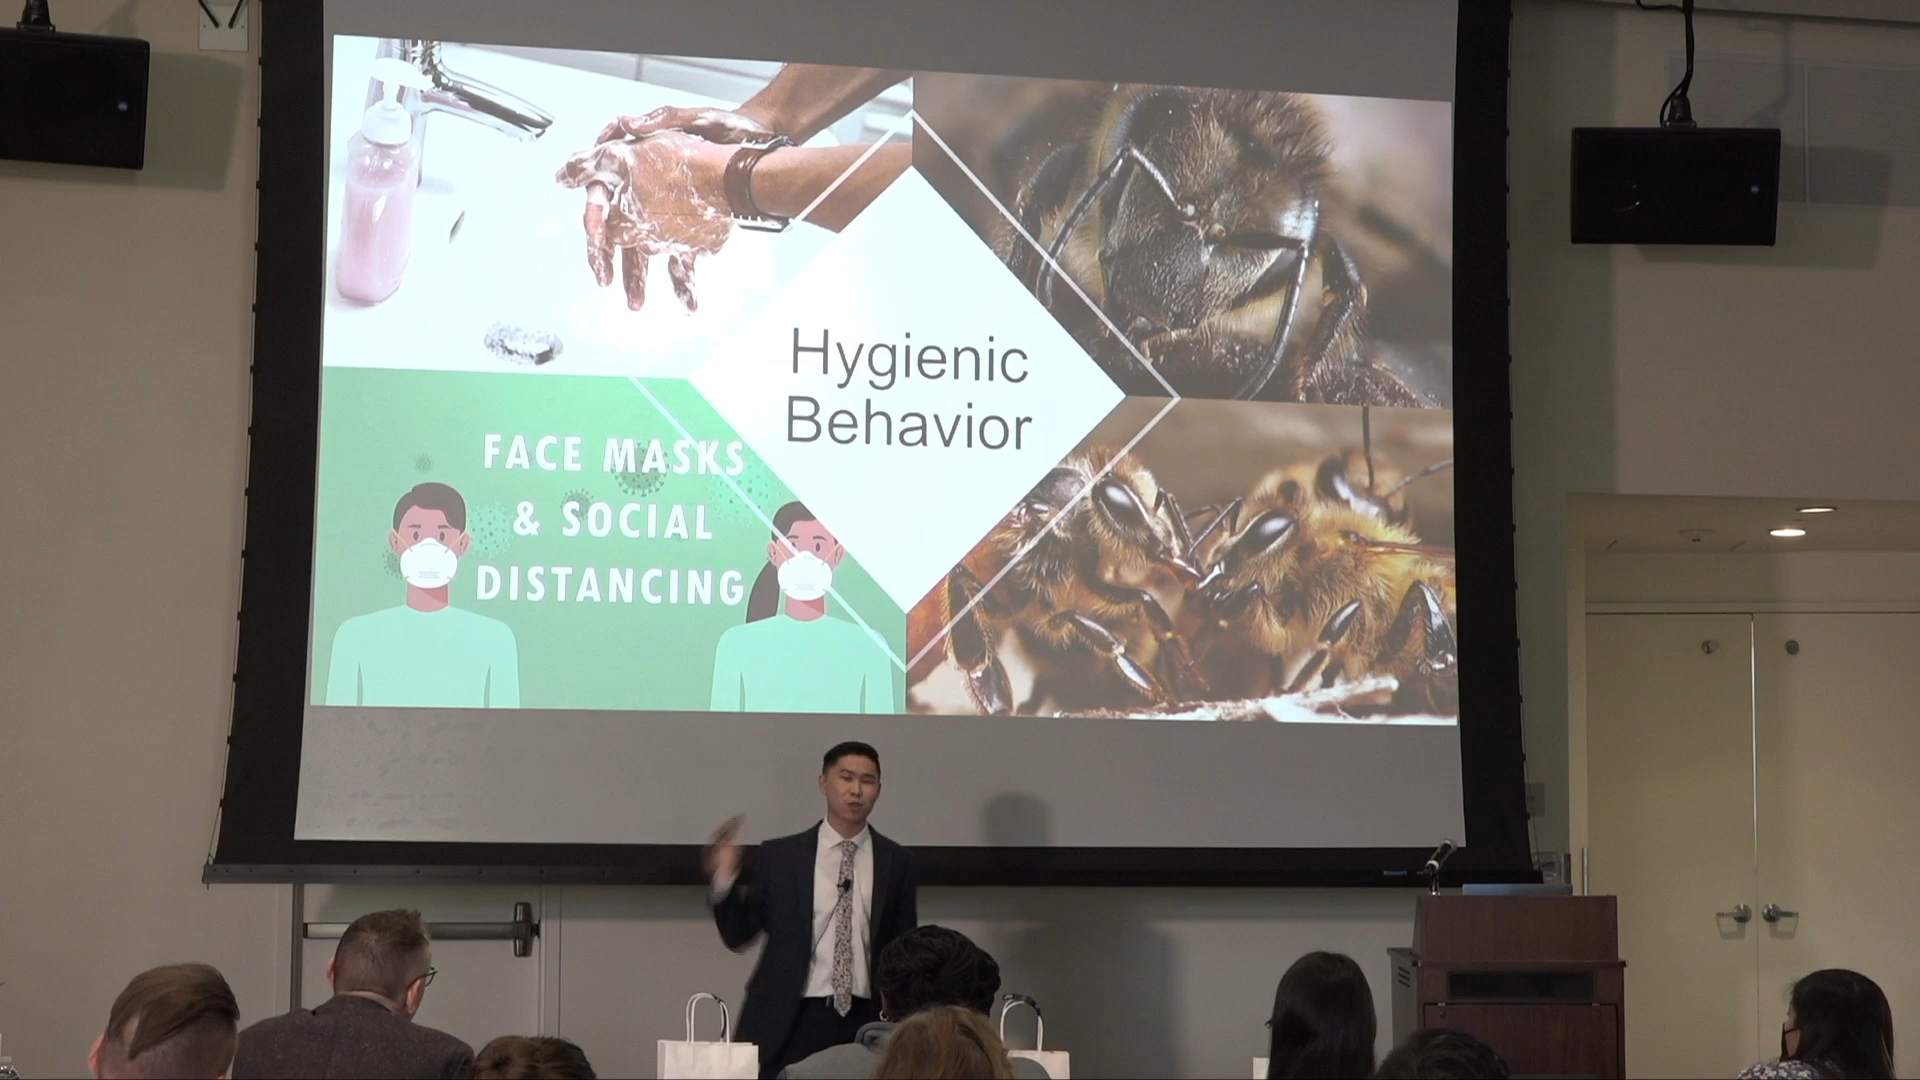 Hygienic
Behavior
FACE MASKS
& SOCIAL
DISTANCING